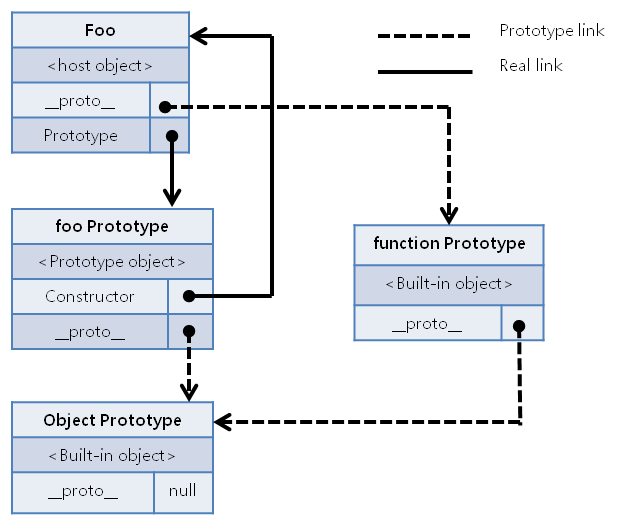 Foo
<host object>
__proto__
Prototype
Prototype link
Real link
foo Prototype
<Prototype object>
Constructor
__proto__
function Prototype
<Built-in object>
__proto__
Object Prototype
<Built-in object>
__proto__ null